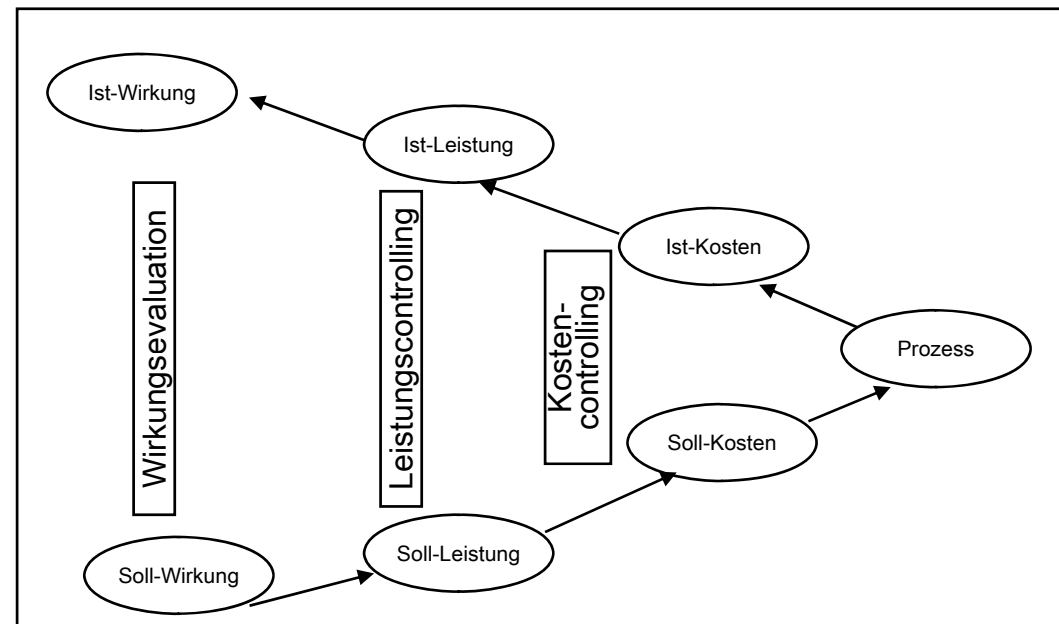 Ist-Wirkung
Ist-Leistung
Ist-Kosten
Prozess
Wirkungsevaluation
Leistungscontrolling
Kosten-
controlling
Soll-Kosten
Soll-Leistung
Soll-Wirkung